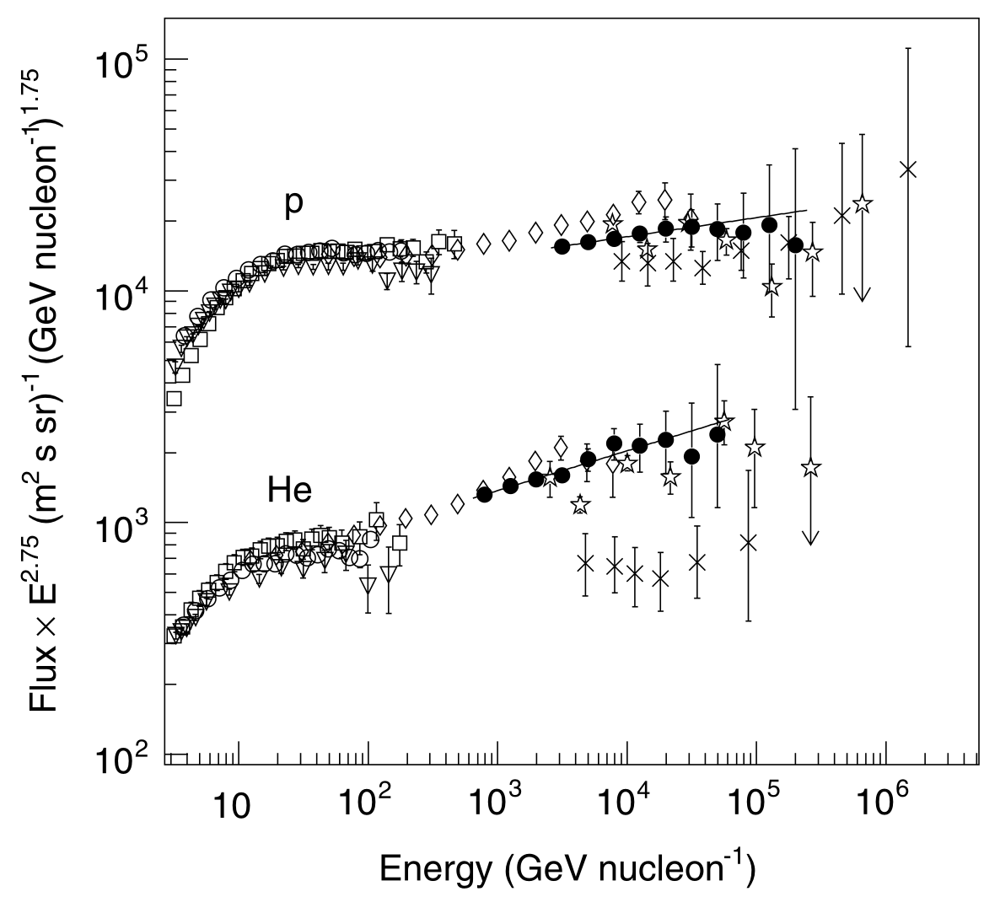 Flux × E^2.75 (m^2 s sr)^-1 (GeV nucleon^-1)^1.75
10^5
10^4
10^3
10^2
p
He
10
10^2
10^3
10^4
10^5
10^6
Energy (GeV nucleon^-1)